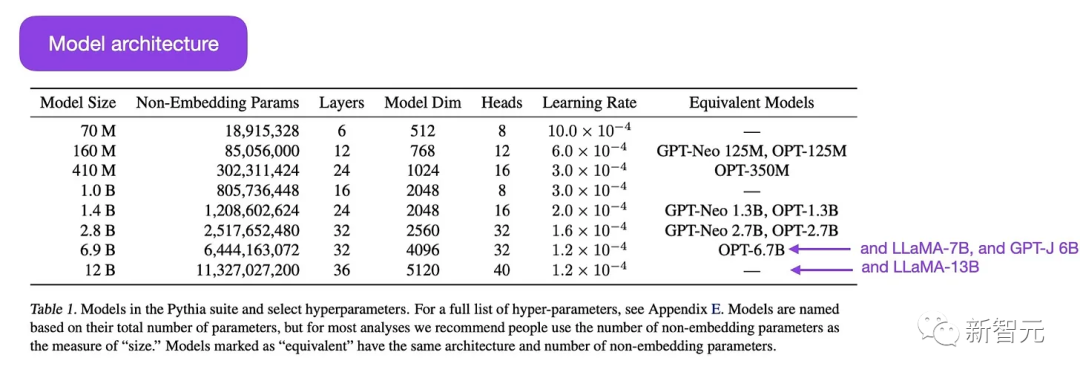 Model architecture
Model Size Non-Embedding Params Layers Model Dim Heads Learning Rate Equivalent Models
70 M 18,915,328 6 512 8 10.0 × 10−4 —
160 M 85,056,000 12 768 12 6.0 × 10−4 GPT-Neo 125M, OPT-125M
410 M 302,311,424 24 1024 16 3.0 × 10−4 OPT-350M
1.0 B 805,736,448 16 2048 8 3.0 × 10−4 —
1.4 B 1,208,602,624 24 2048 16 2.0 × 10−4 GPT-Neo 1.3B, OPT-1.3B
2.8 B 2,517,652,480 32 2560 32 1.6 × 10−4 GPT-Neo 2.7B, OPT-2.7B
6.9 B 6,444,163,072 32 4096 32 1.2 × 10−4 OPT-6.7B and LLaMA-7B, and GPT-J 6B
12 B 11,327,027,200 36 5120 40 1.2 × 10−4 — and LLaMA-13B
Table 1. Models in the Pythia suite and select hyperparameters. For a full list of hyper-parameters, see Appendix E. Models are named
based on their total number of parameters, but for most analyses we recommend people use the number of non-embedding parameters as
the measure of “size.” Models marked as “equivalent” have the same architecture and number of non-embedding parameters.
新智元